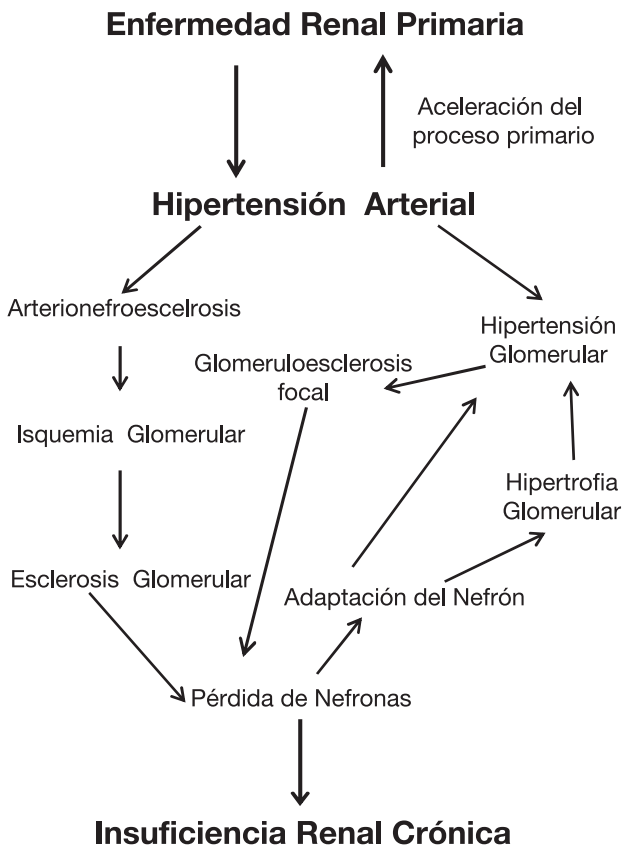 Enfermedad Renal Primaria
Aceleración del
proceso primario
Hipertensión Arterial
Arterionefroescelrosis
Hipertensión
Glomerular
Glomeruloesclerosis
focal
Isquemia Glomerular
Hipertrofia
Glomerular
Esclerosis Glomerular
Adaptación del Nefrón
Pérdida de Nefronas
Insuficiencia Renal Crónica